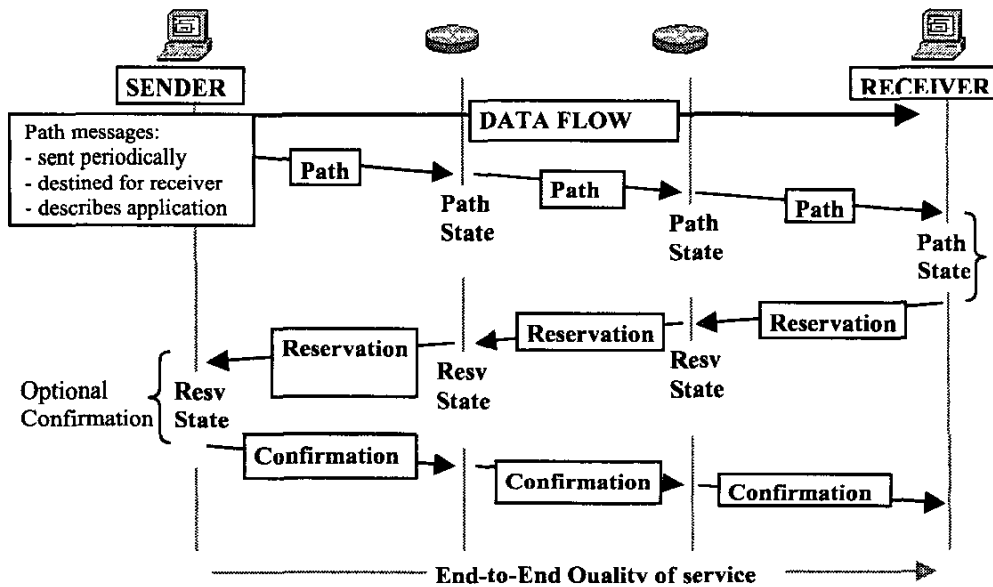 SENDER
RECEIVER
DATA FLOW
Path messages:
- sent periodically
- destined for receiver
- describes application
Path
Path
Path
Path
State
Path
State
Path
State
Reservation
Reservation
Reservation
Optional
Confirmation
Resv
State
Resv
State
Resv
State
Confirmation
Confirmation
Confirmation
End-to-End Quality of service